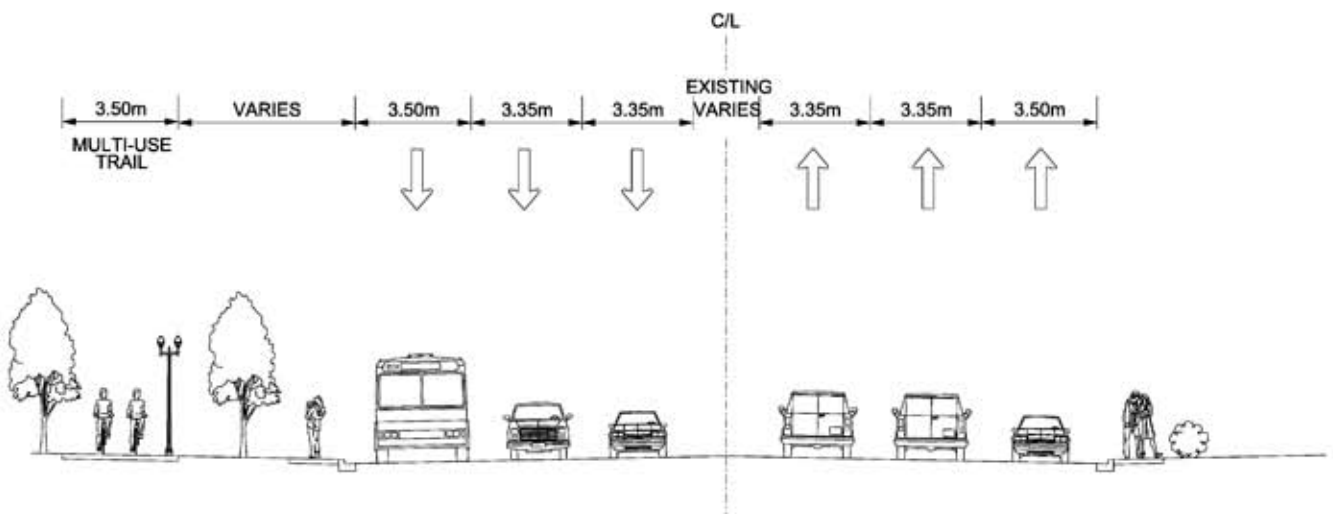 C/L
EXISTING
3.50m VARIES 3.50m 3.35m 3.35m VARIES 3.35m 3.35m 3.50m
MULTI-USE
TRAIL